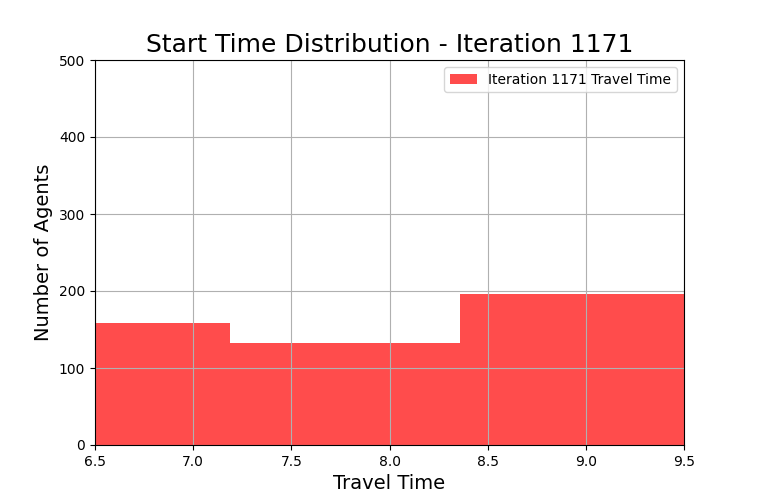 Start Time Distribution - Iteration 1171
Iteration 1171 Travel Time
Number of Agents
500
400
300
200
100
0
6.5 7.0 7.5 8.0 8.5 9.0 9.5
Travel Time